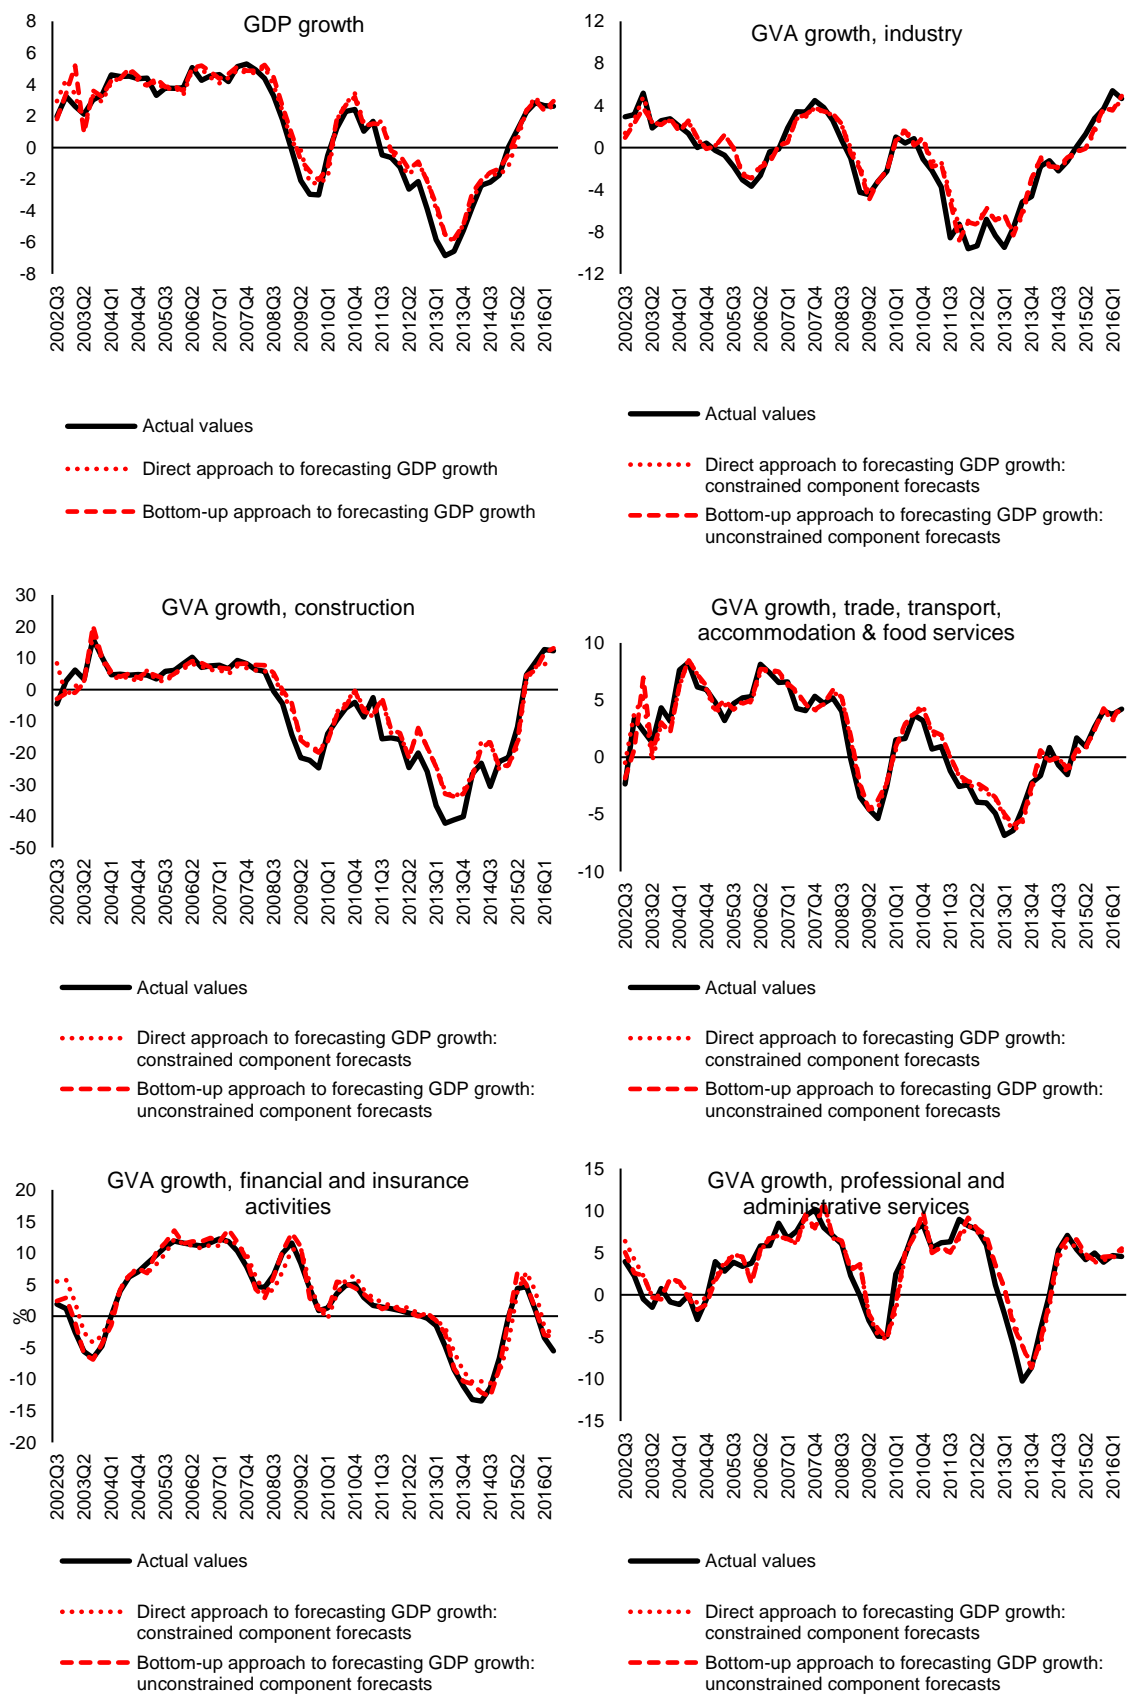 GDP growth
8
6
4
2
0
-2
-4
-6
-8
2002Q3
2003Q2
2004Q1
2004Q4
2005Q3
2006Q2
2007Q1
2007Q4
2008Q3
2009Q2
2010Q1
2010Q4
2011Q3
2012Q2
2013Q1
2013Q4
2014Q3
2015Q2
2016Q1
Actual values
Direct approach to forecasting GDP growth
Bottom-up approach to forecasting GDP growth
GVA growth, industry
12
8
4
0
-4
-8
-12
2002Q3
2003Q2
2004Q1
2004Q4
2005Q3
2006Q2
2007Q1
2007Q4
2008Q3
2009Q2
2010Q1
2010Q4
2011Q3
2012Q2
2013Q1
2013Q4
2014Q3
2015Q2
2016Q1
Actual values
Direct approach to forecasting GDP growth:
constrained component forecasts
Bottom-up approach to forecasting GDP growth:
unconstrained component forecasts
GVA growth, construction
30
20
10
0
-10
-20
-30
-40
-50
2002Q3
2003Q2
2004Q1
2004Q4
2005Q3
2006Q2
2007Q1
2007Q4
2008Q3
2009Q2
2010Q1
2010Q4
2011Q3
2012Q2
2013Q1
2013Q4
2014Q3
2015Q2
2016Q1
Actual values
Direct approach to forecasting GDP growth:
constrained component forecasts
Bottom-up approach to forecasting GDP growth:
unconstrained component forecasts
GVA growth, trade, transport,
accommodation & food services
10
5
0
-5
-10
2002Q3
2003Q2
2004Q1
2004Q4
2005Q3
2006Q2
2007Q1
2007Q4
2008Q3
2009Q2
2010Q1
2010Q4
2011Q3
2012Q2
2013Q1
2013Q4
2014Q3
2015Q2
2016Q1
Actual values
Direct approach to forecasting GDP growth:
constrained component forecasts
Bottom-up approach to forecasting GDP growth:
unconstrained component forecasts
GVA growth, financial and insurance
activities
20
15
10
5
0
-5
-10
-15
-20
%
2002Q3
2003Q2
2004Q1
2004Q4
2005Q3
2006Q2
2007Q1
2007Q4
2008Q3
2009Q2
2010Q1
2010Q4
2011Q3
2012Q2
2013Q1
2013Q4
2014Q3
2015Q2
2016Q1
Actual values
Direct approach to forecasting GDP growth:
constrained component forecasts
Bottom-up approach to forecasting GDP growth:
unconstrained component forecasts
GVA growth, professional and
administrative services
15
10
5
0
-5
-10
-15
2002Q3
2003Q2
2004Q1
2004Q4
2005Q3
2006Q2
2007Q1
2007Q4
2008Q3
2009Q2
2010Q1
2010Q4
2011Q3
2012Q2
2013Q1
2013Q4
2014Q3
2015Q2
2016Q1
Actual values
Direct approach to forecasting GDP growth:
constrained component forecasts
Bottom-up approach to forecasting GDP growth:
unconstrained component forecasts